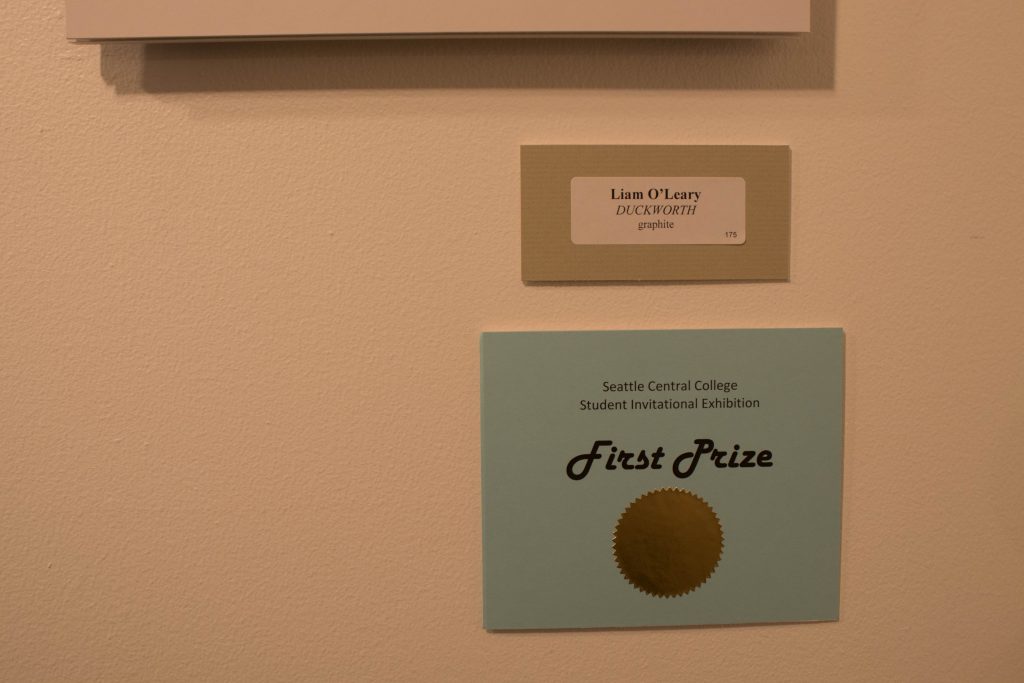 Liam O’Leary
DUCKWORTH
graphite
175
Seattle Central College
Student Invitational Exhibition
First Prize